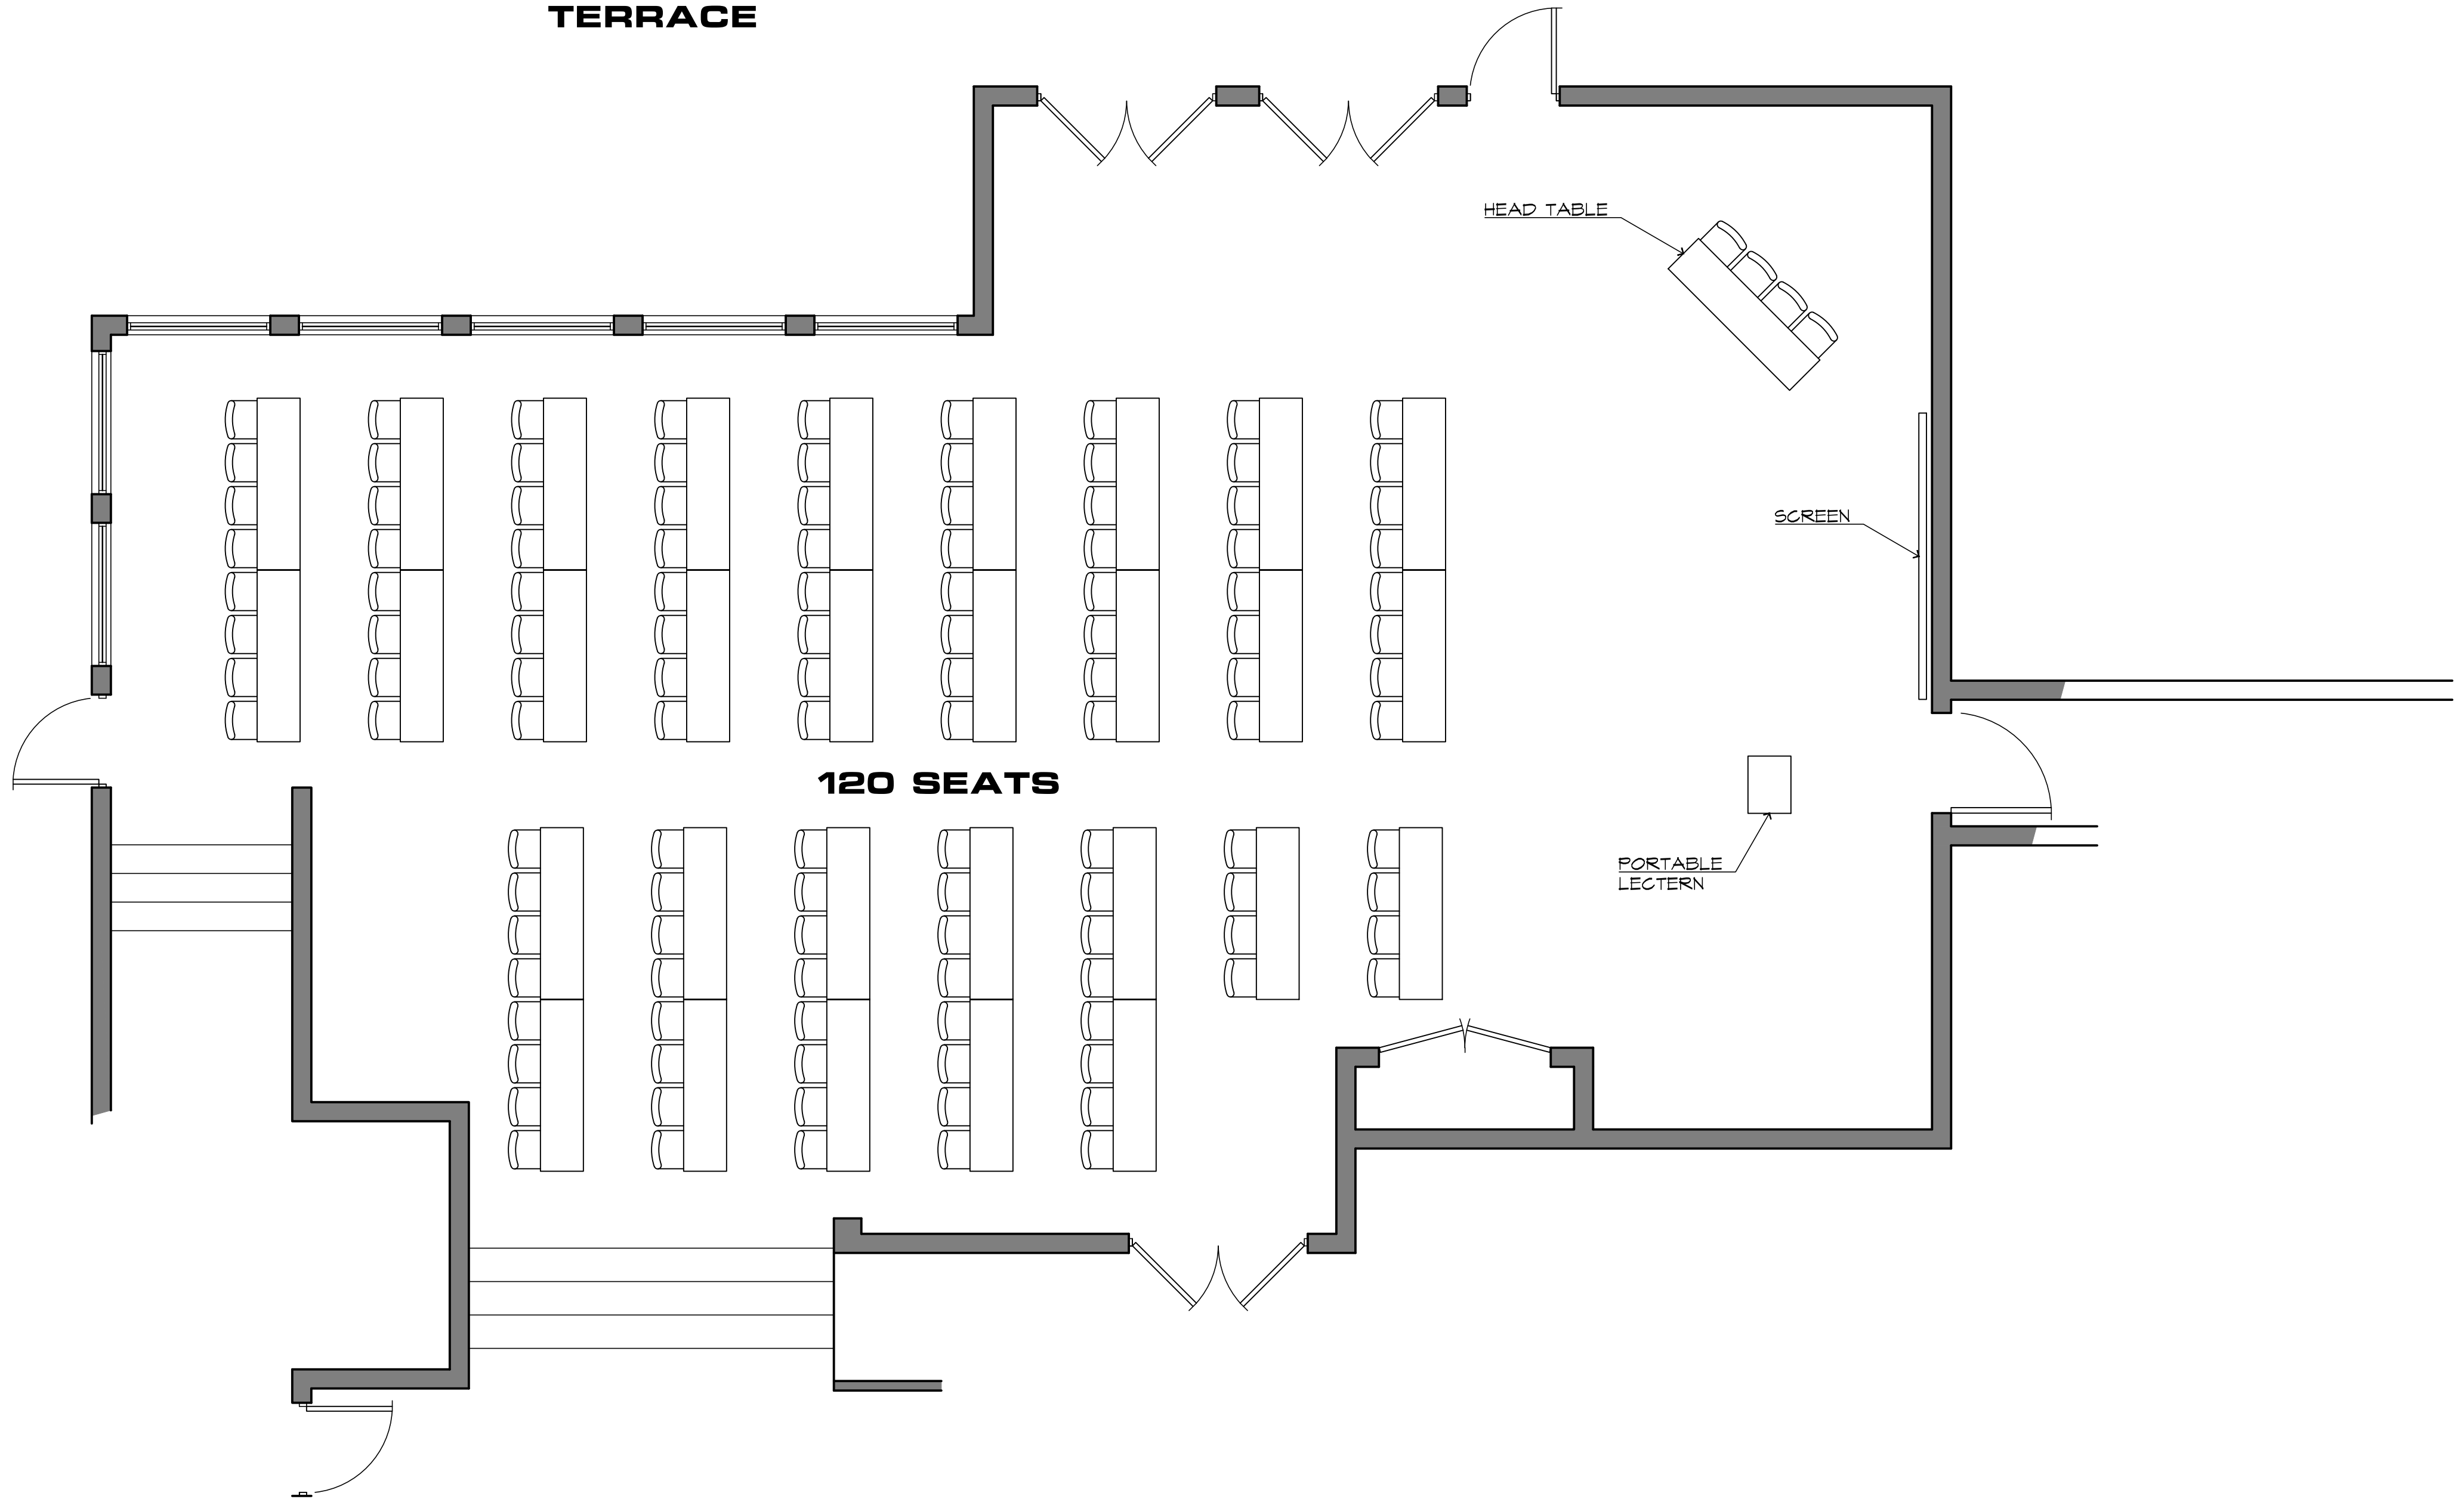 TERRACE
HEAD TABLE
SCREEN
120 SEATS
PORTABLE
LECTERN